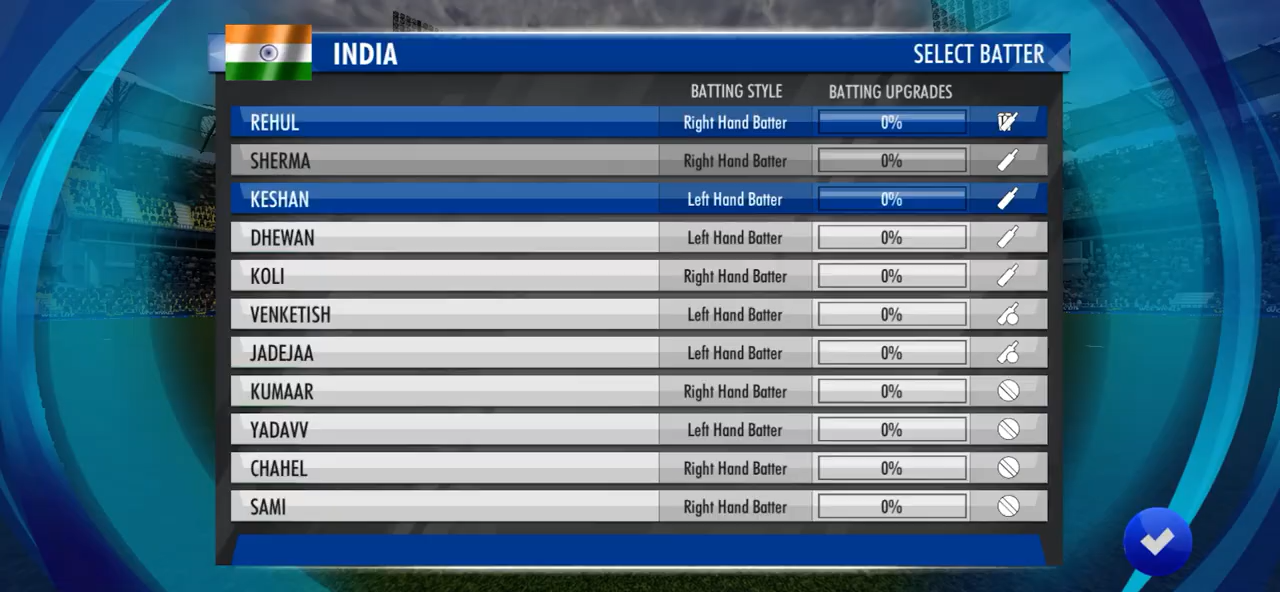 INDIA SELECT BATTER
BATTING STYLE BATTING UPGRADES
REHUL Right Hand Batter 0%
SHERMA Right Hand Batter 0%
KESHAN Left Hand Batter 0%
DHEWAN Left Hand Batter 0%
KOLI Right Hand Batter 0%
VENKETISH Left Hand Batter 0%
JADEJAA Left Hand Batter 0%
KUMAAR Right Hand Batter 0%
YADAVV Left Hand Batter 0%
CHAHEL Right Hand Batter 0%
SAMI Right Hand Batter 0%